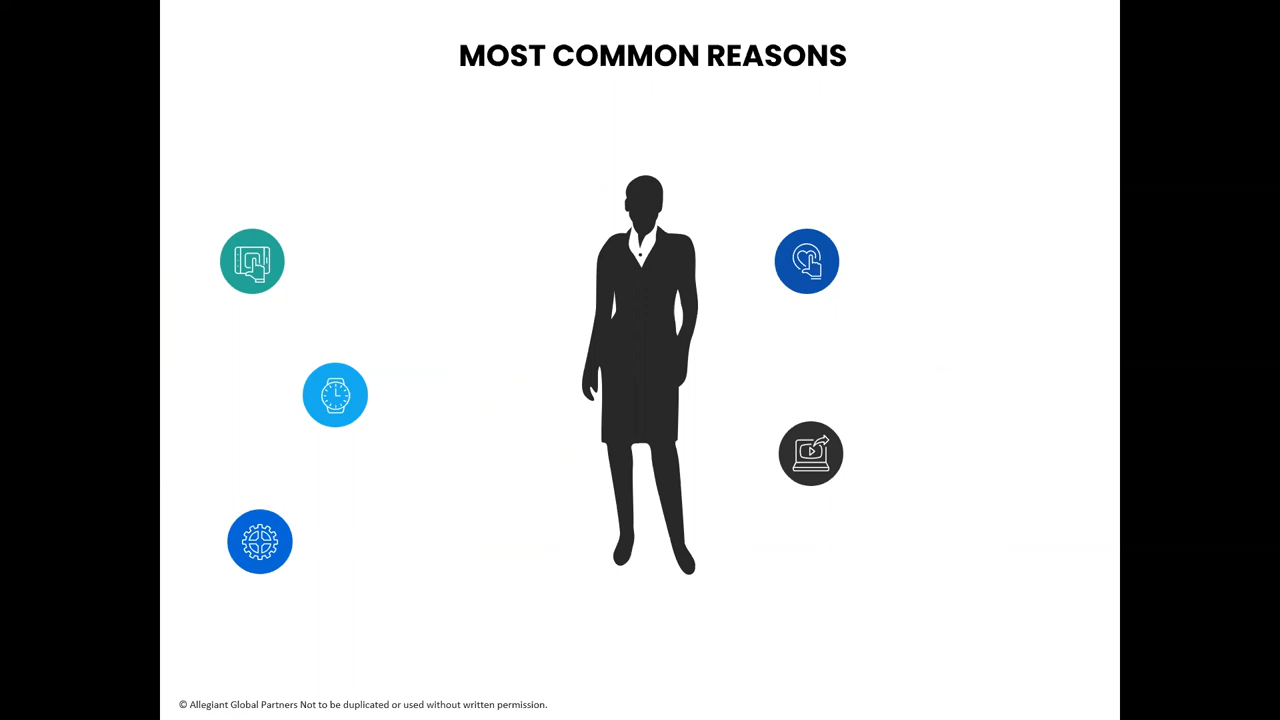 MOST COMMON REASONS
© Allegiant Global Partners Not to be duplicated or used without written permission.